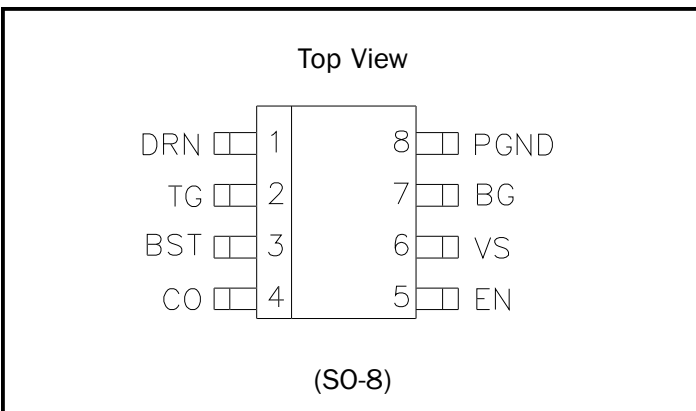 Top View
DRN 1 8 PGND
TG 2 7 BG
BST 3 6 VS
CO 4 5 EN
(SO-8)